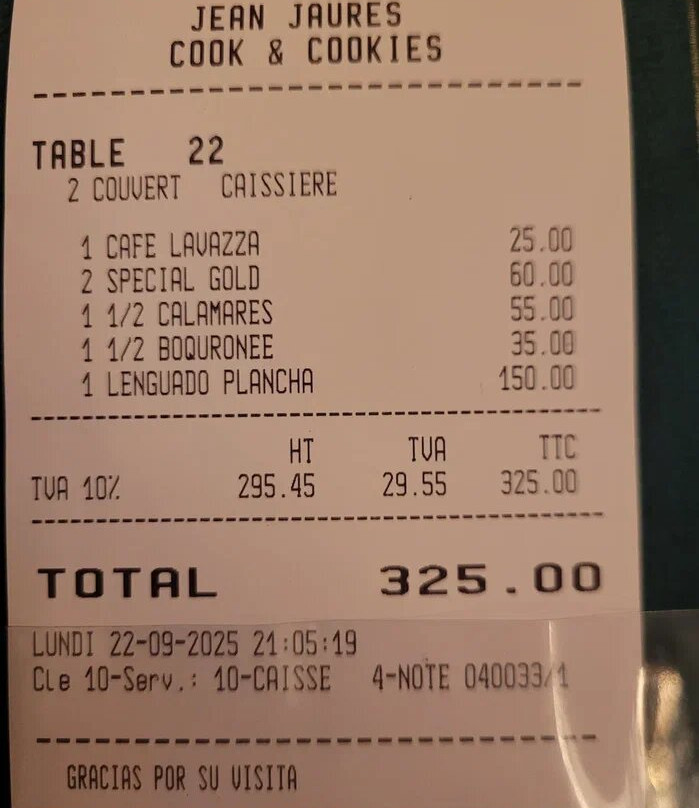 JEAN JAURES
COOK & COOKIES
TABLE 22
2 COUVERT CAISSIERE
1 CAFE LAVAZZA 25.00
2 SPECIAL GOLD 60.00
1 1/2 CALAMARES 55.00
1 1/2 BOQURONEE 35.00
1 LENGUADO PLANCHA 150.00
HT TVA TTC
TVA 10% 295.45 29.55 325.00
TOTAL 325.00
LUNDI 22-09-2025 21:05:19
Cle 10-Serv.: 10-CAISSE 4-NOTE 040033/1
GRACIAS POR SU VISITA